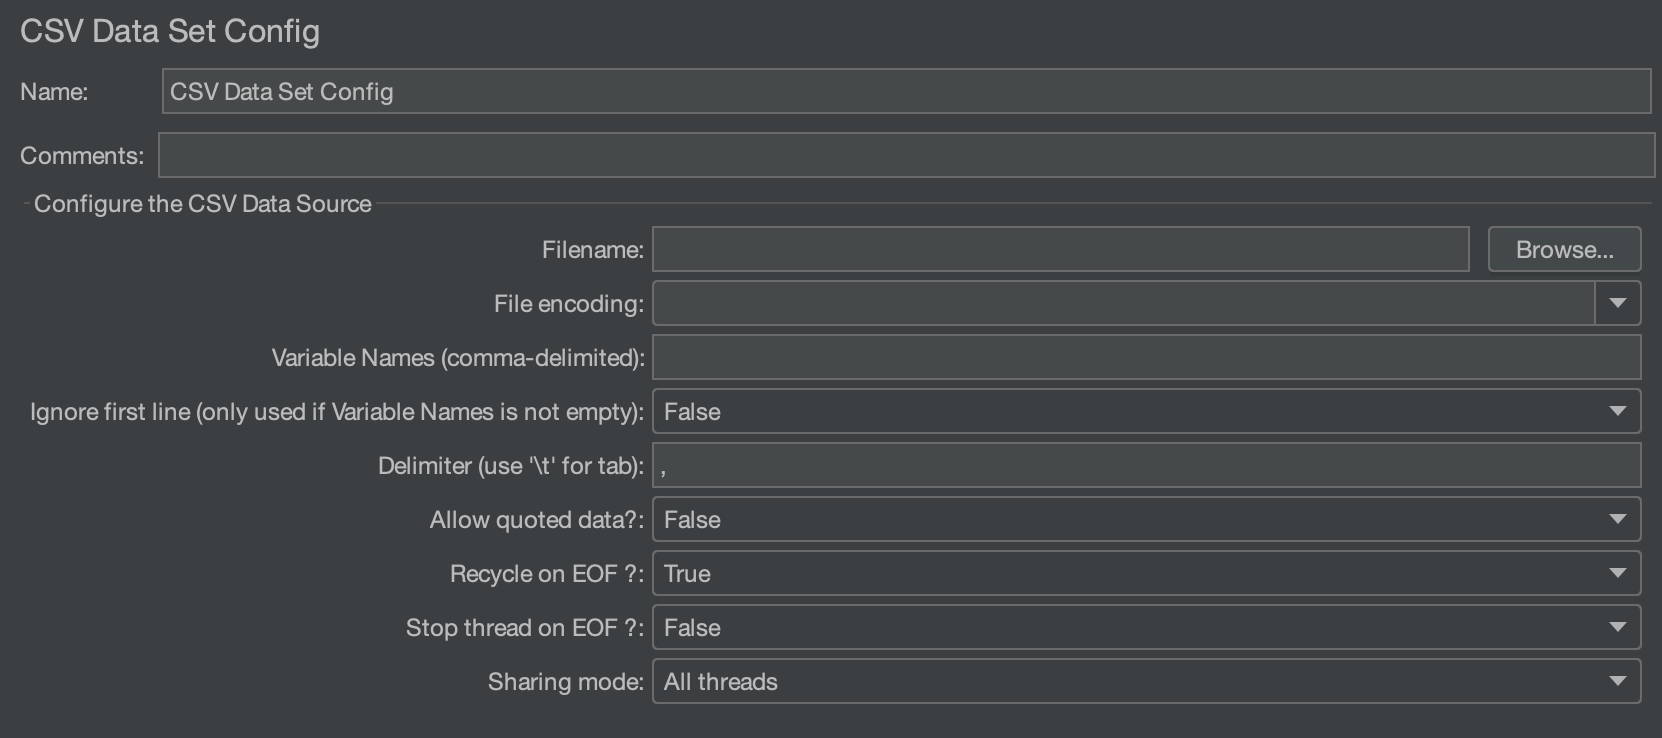 CSV Data Set Config
Name: CSV Data Set Config
Comments:
Configure the CSV Data Source
Filename: Browse...
File encoding:
Variable Names (comma-delimited):
Ignore first line (only used if Variable Names is not empty): False
Delimiter (use '\t' for tab): ,
Allow quoted data?: False
Recycle on EOF ?: True
Stop thread on EOF ?: False
Sharing mode: All threads